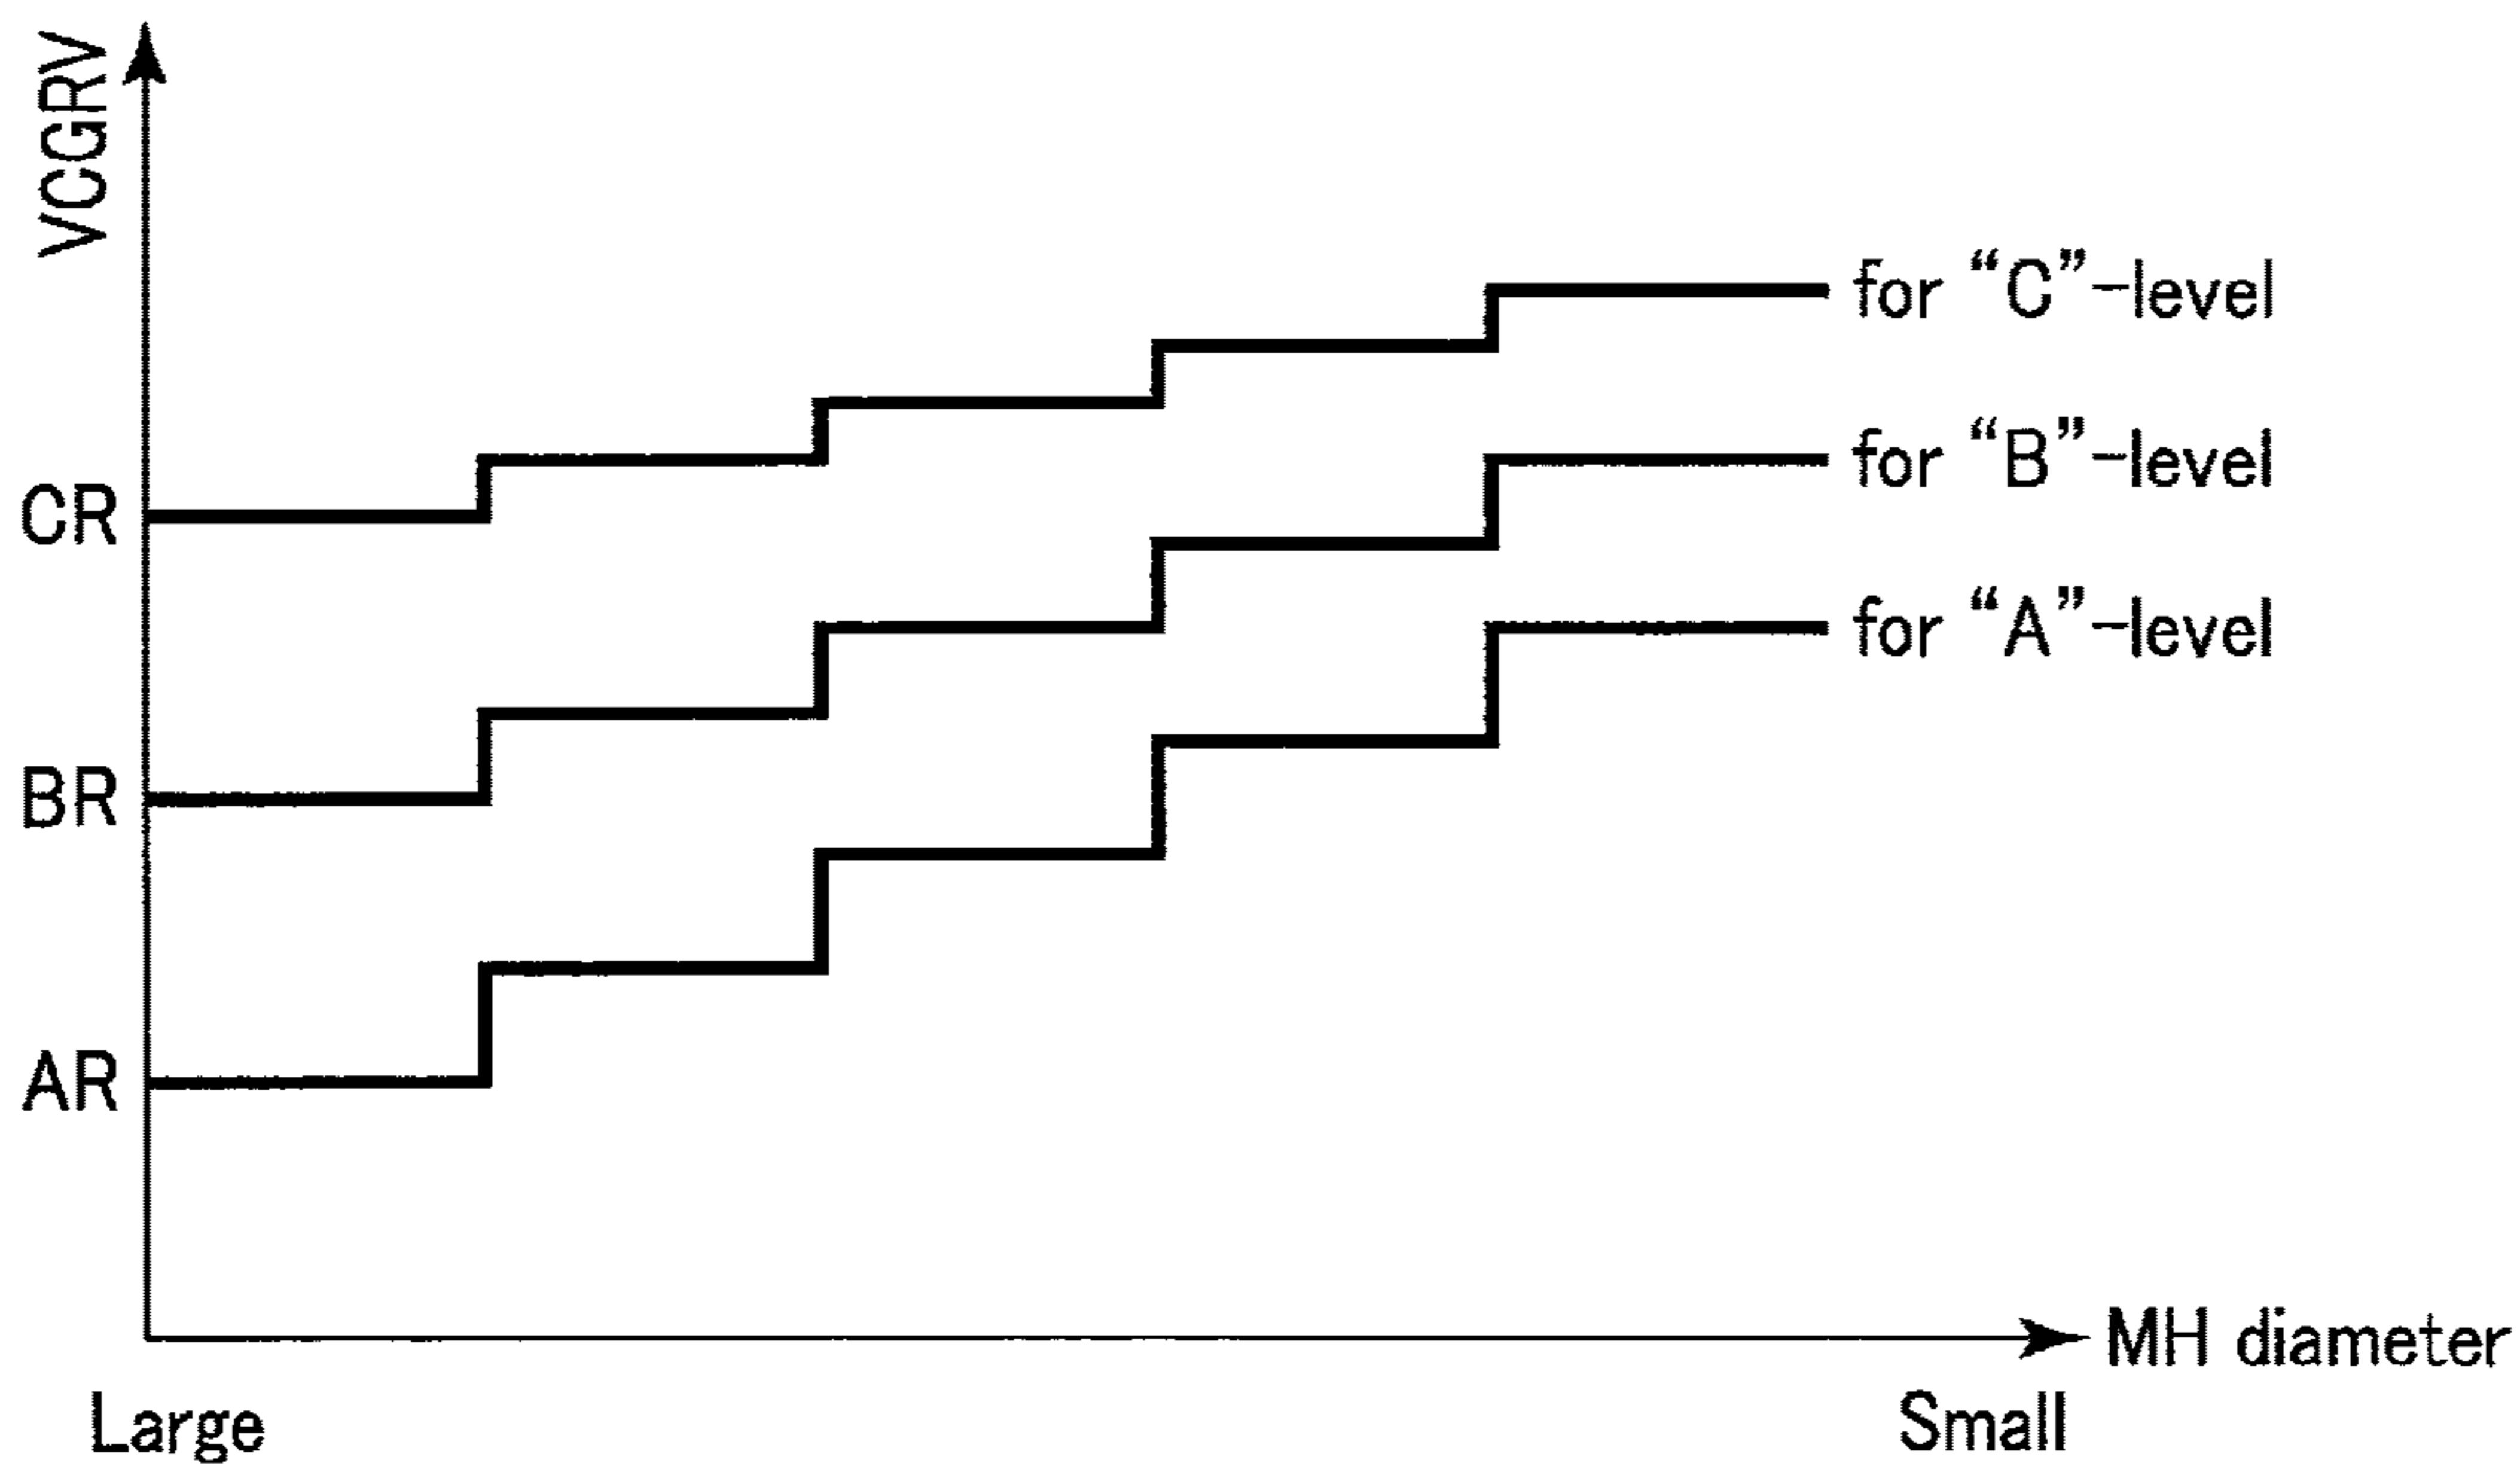 VCGRV
for “C”-level
for “B”-level
CR
for “A”-level
BR
AR
MH diameter
Large
Small